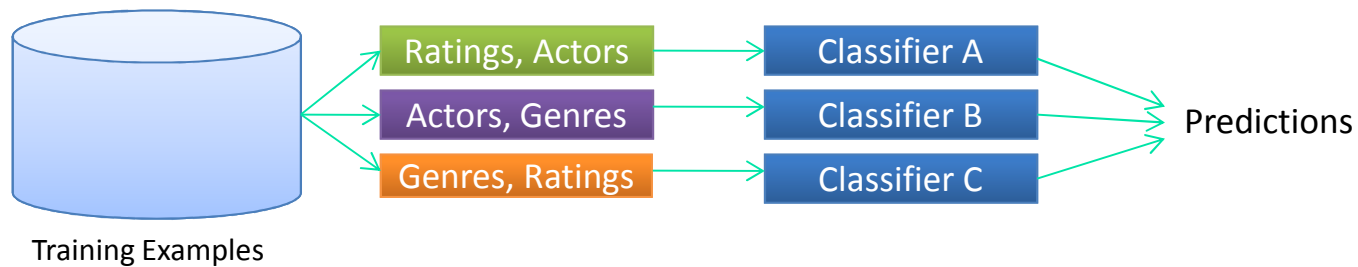 Ratings, Actors
Classifier A
Actors, Genres
Classifier B
Predictions
Genres, Ratings
Classifier C
Training Examples